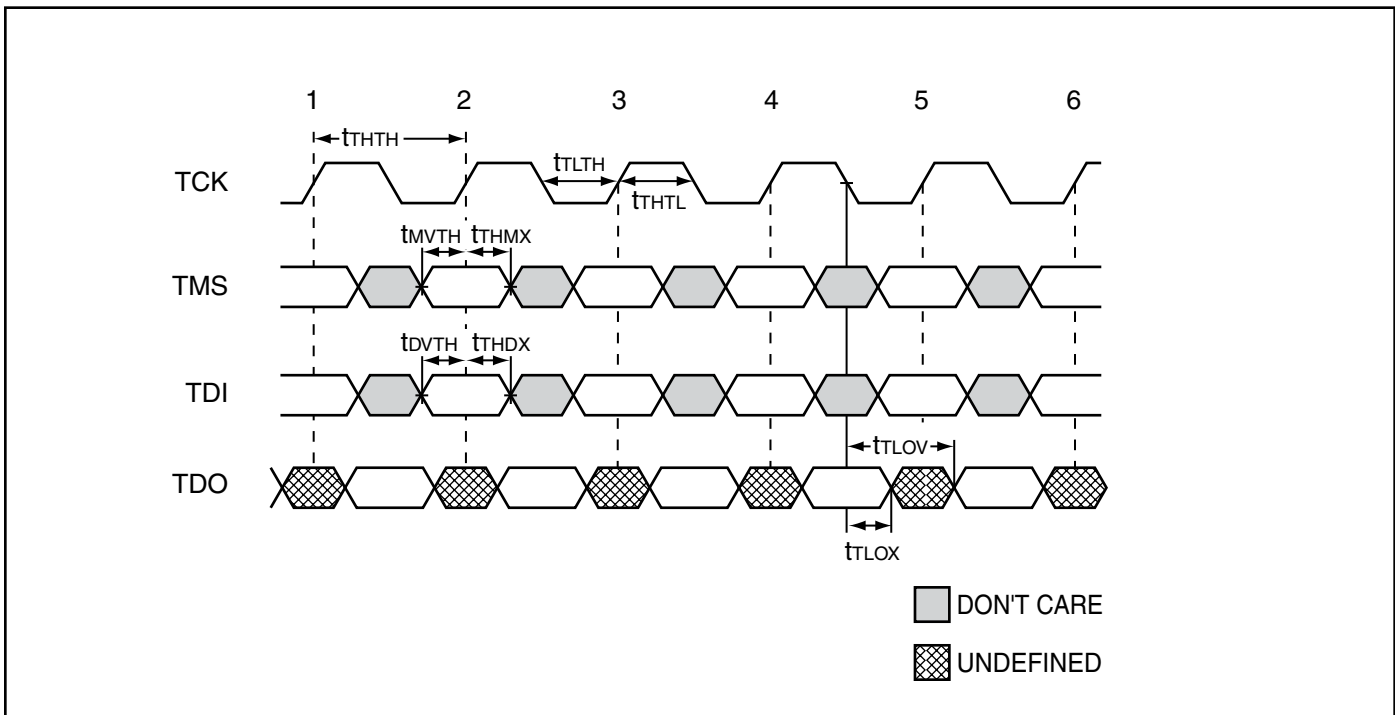 1 2 3 4 5 6
tTHTH
tTLTH
TCK
tTHTL
tMVTH tTHMX
TMS
tDVTH tTHDX
TDI
tTLOV
TDO
tTLOX
DON'T CARE
UNDEFINED